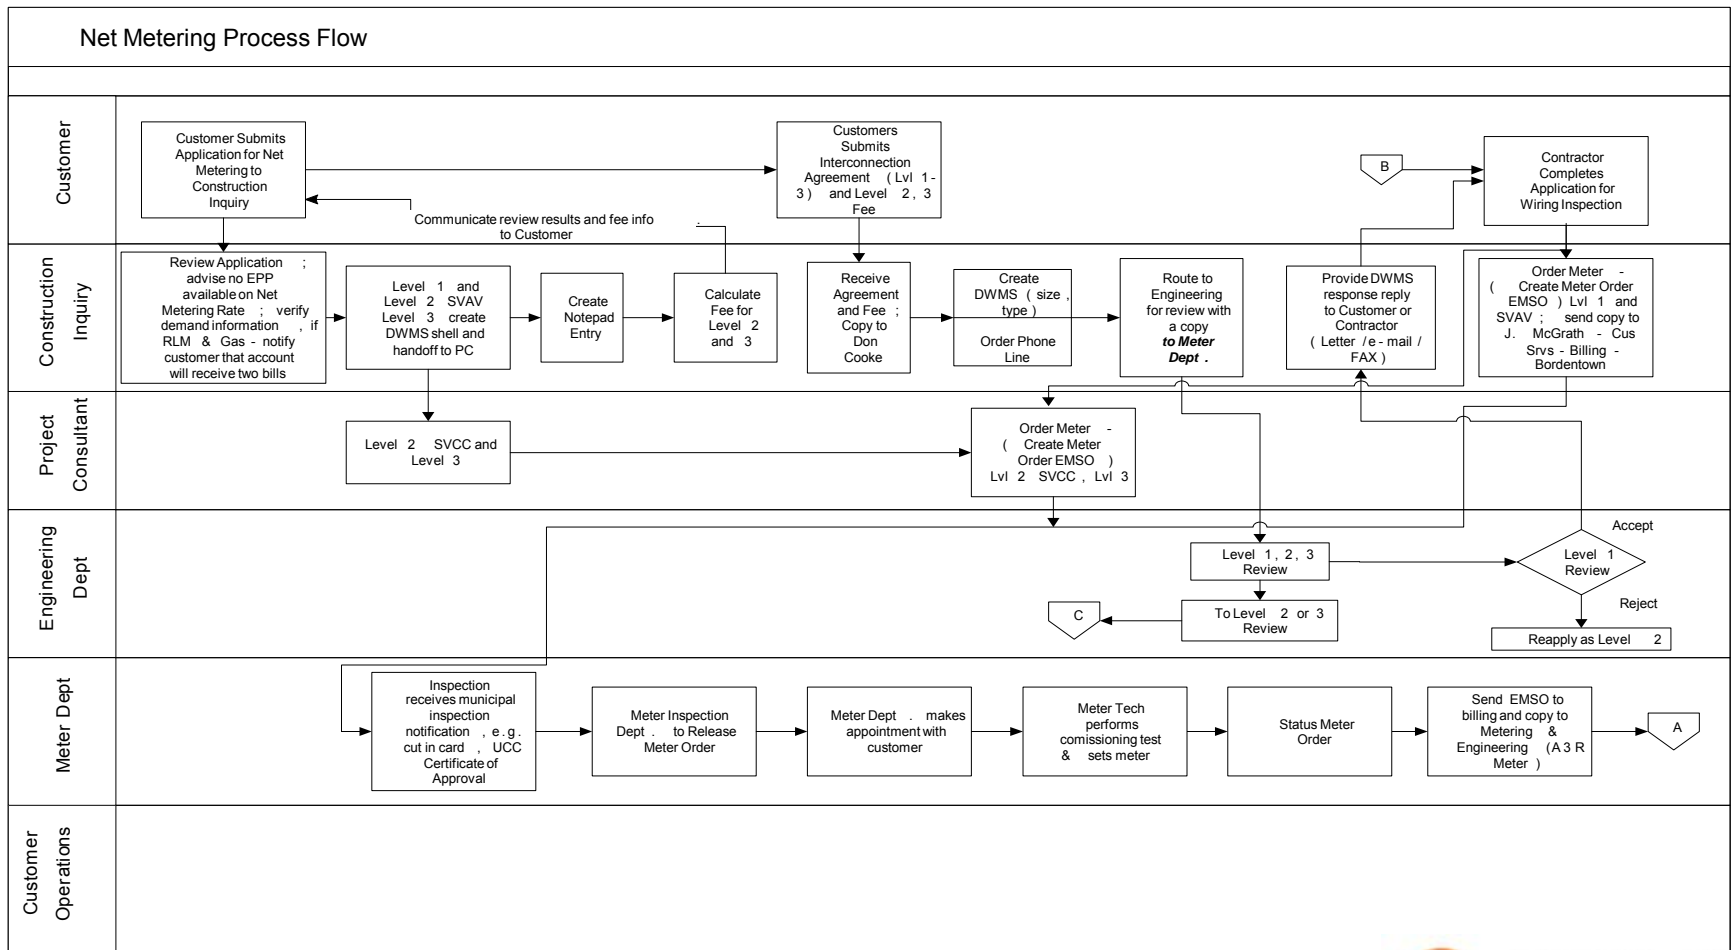 Net Metering Process Flow
Customer
Customer Submits
Application for Net
Metering to
Construction
Inquiry
Customers
Submits
Interconnection
Agreement ( Lvl 1 -
3 ) and Level 2 , 3
Fee
B
Contractor
Completes
Application for
Wiring Inspection
Communicate review results and fee info .
to Customer
Construction
Inquiry
Review Application ;
advise no EPP
available on Net
Metering Rate ; verify
demand information , if
RLM & Gas - notify
customer that account
will receive two bills
Level 1 and
Level 2 SVAV
Level 3 create
DWMS shell and
handoff to PC
Create
Notepad
Entry
Calculate
Fee for
Level 2
and 3
Receive
Agreement
and Fee ;
Copy to
Don
Cooke
Create
DWMS ( size ,
type )
Order Phone
Line
Route to
Engineering
for review with
a copy
to Meter
Dept .
Provide DWMS
response reply
to Customer or
Contractor
( Letter / e - mail /
FAX )
Order Meter -
( Create Meter Order
EMSO ) Lvl 1 and
SVAV ; send copy to
J. McGrath - Cus
Srvs - Billing -
Bordentown
Project
Consultant
Level 2 SVCC and
Level 3
Order Meter -
( Create Meter
Order EMSO )
Lvl 2 SVCC , Lvl 3
Engineering
Dept
Level 1 , 2 , 3
Review
To Level 2 or 3
Review
C
Level 1
Review
Accept
Reject
Reapply as Level 2
Meter Dept
Inspection
receives municipal
inspection
notification , e.g.
cut in card , UCC
Certificate of
Approval
Meter Inspection
Dept . to Release
Meter Order
Meter Dept . makes
appointment with
customer
Meter Tech
performs
comissioning test
& sets meter
Status Meter
Order
Send EMSO to
billing and copy to
Metering &
Engineering (A 3 R
Meter )
A
Customer
Operations